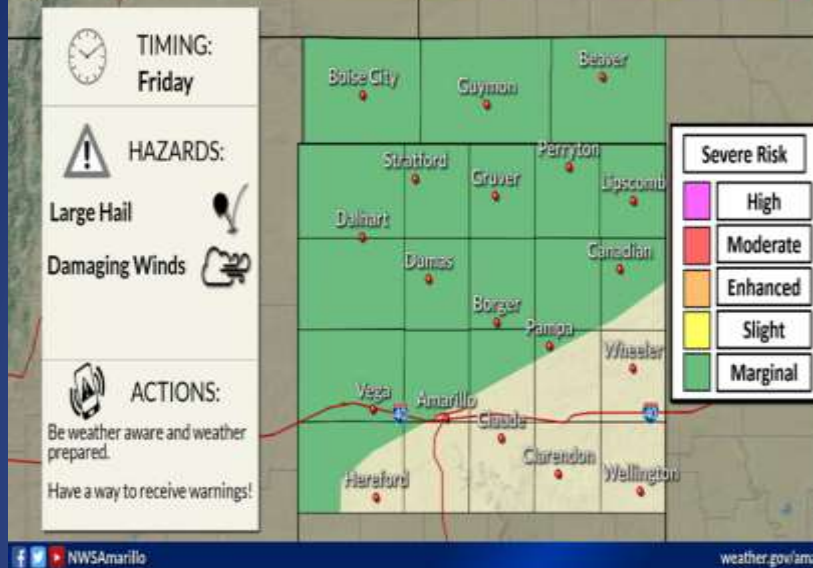 TIMING:
Friday
HAZARDS:
Large Hail
Damaging Winds
ACTIONS:
Be weather aware and weather
prepared.
Have a way to receive warnings!
Boise City
Guymon
Beaver
Stratford
Gruver
Perryton
Lipscomb
Dalhart
Dumas
Canadian
Borger
Pampa
Wheeler
Vega
40
Amarillo
Claude
40
Clarendon
Hereford
Wellington
Severe Risk
High
Moderate
Enhanced
Slight
Marginal
NWSAmarillo
weather.gov/ama